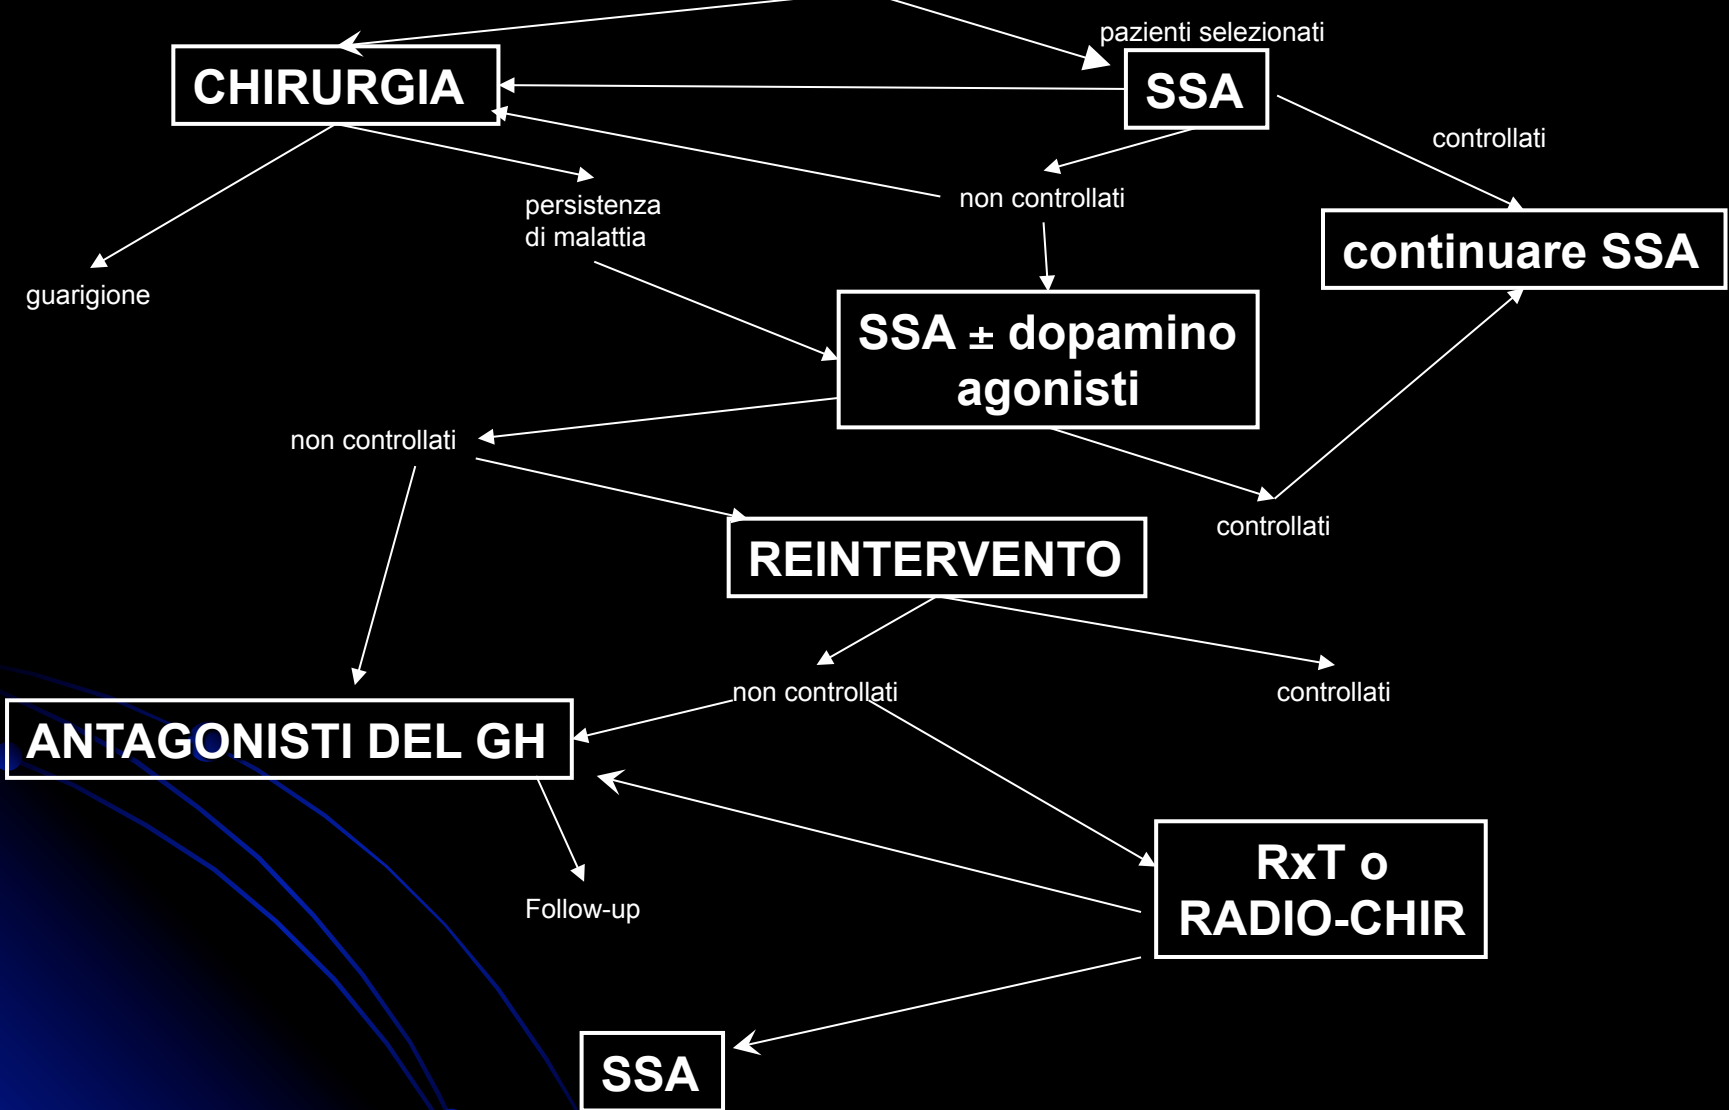 pazienti selezionati
CHIRURGIA
SSA
controllati
persistenza
di malattia
non controllati
continuare SSA
guarigione
SSA ± dopamino
agonisti
non controllati
controllati
REINTERVENTO
non controllati
controllati
ANTAGONISTI DEL GH
RxT o
RADIO-CHIR
Follow-up
SSA